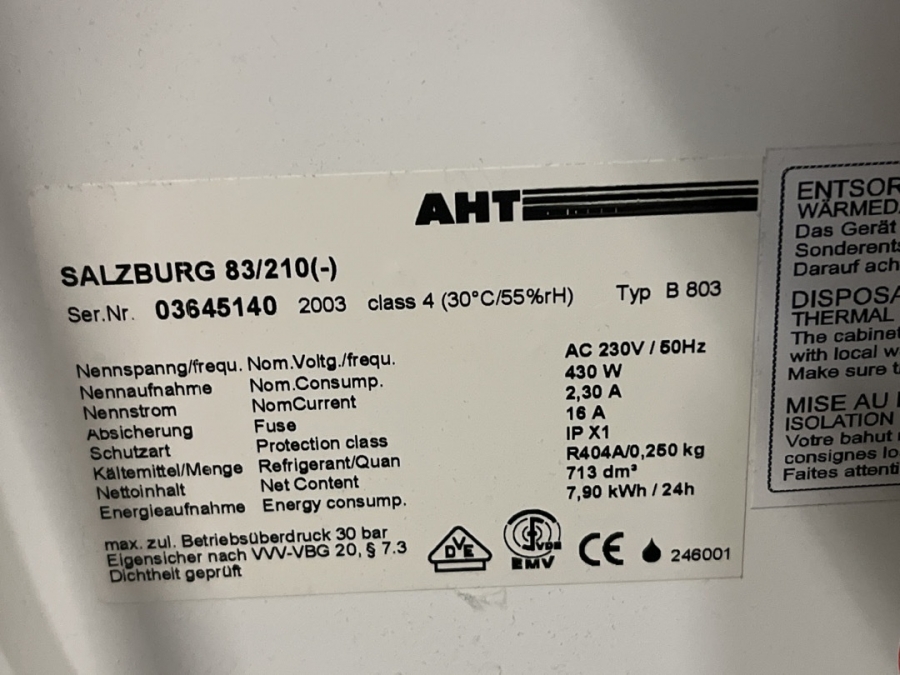 AHT
SALZBURG 83/210(-)
Ser.Nr. 03645140 2003 class 4 (30°C/55%rH) Typ B 803
Nennspanng/frequ. Nom.Voltg./frequ. AC 230V / 50Hz
Nennaufnahme Nom.Consump. 430 W
Nennstrom NomCurrent 2,30 A
Absicherung Fuse 16 A
Schutzart Protection class IP X1
Kältemittel/Menge Refrigerant/Quan R404A/0,250 kg
Nettoinhalt Net Content 713 dm³
Energieaufnahme Energy consump. 7,90 kWh / 24h
max. zul. Betriebsüberdruck 30 bar
Eigensicher nach VVV-VBG 20, § 7.3
Dichtheit geprüft
DVE
VDE
EMV
CE
246001
ENTSOR
WÄRMED
Das Gerät
Sonderents
Darauf ach
DISPOSA
THERMAL
The cabinet
with local w
Make sure t
MISE AU
ISOLATION
Votre bahut
consignes lo
Faites attenti